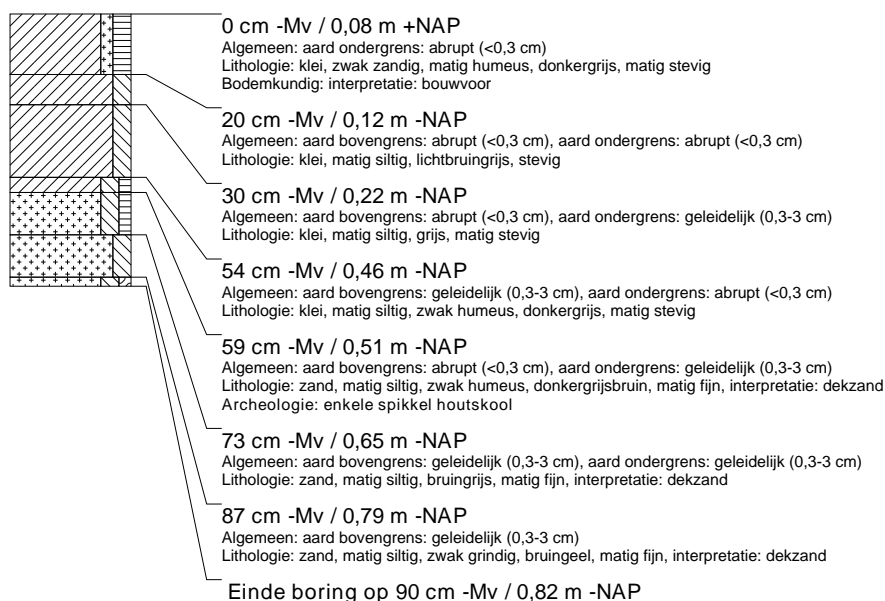 0 cm -Mv / 0,08 m +NAP
Algemeen: aard ondergrens: abrupt (<0,3 cm)
Lithologie: klei, zwak zandig, matig humeus, donkergrijs, matig stevig
Bodemkundig: interpretatie: bouwvoor
20 cm -Mv / 0,12 m -NAP
Algemeen: aard bovengrens: abrupt (<0,3 cm), aard ondergrens: abrupt (<0,3 cm)
Lithologie: klei, matig siltig, lichtbruingrijs, stevig
30 cm -Mv / 0,22 m -NAP
Algemeen: aard bovengrens: abrupt (<0,3 cm), aard ondergrens: geleidelijk (0,3-3 cm)
Lithologie: klei, matig siltig, grijs, matig stevig
54 cm -Mv / 0,46 m -NAP
Algemeen: aard bovengrens: geleidelijk (0,3-3 cm), aard ondergrens: abrupt (<0,3 cm)
Lithologie: klei, matig siltig, zwak humeus, donkergrijs, matig stevig
59 cm -Mv / 0,51 m -NAP
Algemeen: aard bovengrens: abrupt (<0,3 cm), aard ondergrens: geleidelijk (0,3-3 cm)
Lithologie: zand, matig siltig, zwak humeus, donkergrijsbruin, matig fijn, interpretatie: dekzand
Archeologie: enkele spikkel houtskool
73 cm -Mv / 0,65 m -NAP
Algemeen: aard bovengrens: geleidelijk (0,3-3 cm), aard ondergrens: geleidelijk (0,3-3 cm)
Lithologie: zand, matig siltig, bruingrijs, matig fijn, interpretatie: dekzand
87 cm -Mv / 0,79 m -NAP
Algemeen: aard bovengrens: geleidelijk (0,3-3 cm)
Lithologie: zand, matig siltig, zwak grindig, bruingeel, matig fijn, interpretatie: dekzand
Einde boring op 90 cm -Mv / 0,82 m -NAP